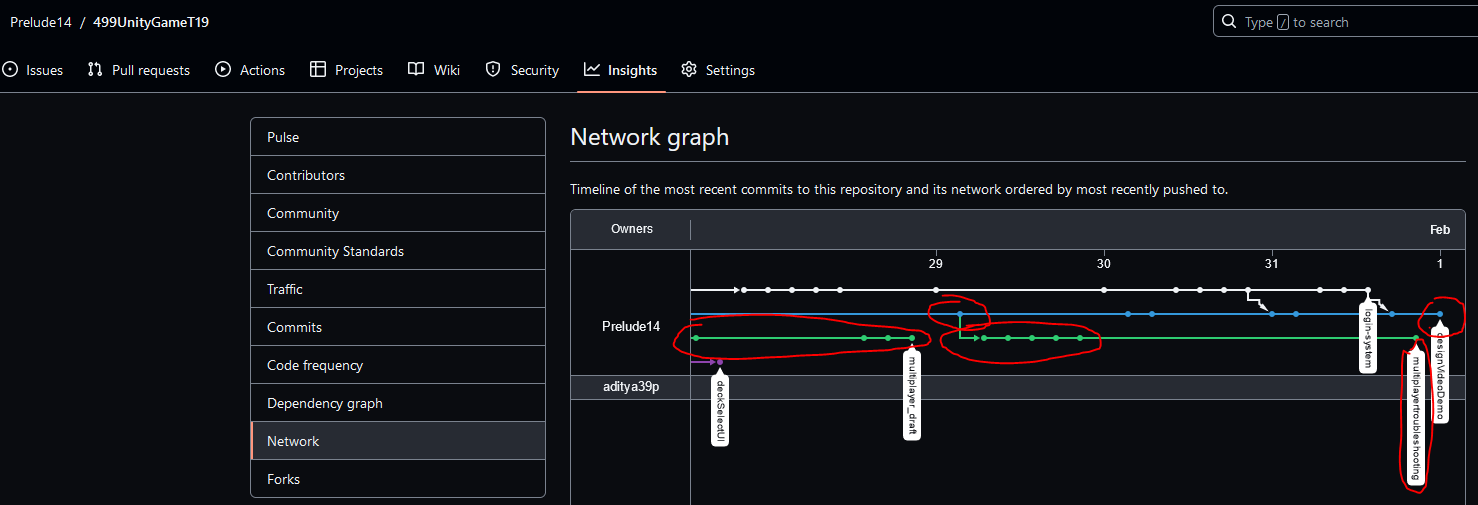 Prelude14 / 499UnityGameT19
Type / to search
Issues Pull requests Actions Projects Wiki Security Insights Settings
Pulse
Contributors
Community
Community Standards
Traffic
Commits
Code frequency
Dependency graph
Network
Forks
Network graph
Timeline of the most recent commits to this repository and its network ordered by most recently pushed to.
Owners
Feb
29 30 31 1
Prelude14
aditya39p
deckSelectUI
multiplayer_draft
login-system
multiplayertroubleshooting
designVideoDemo